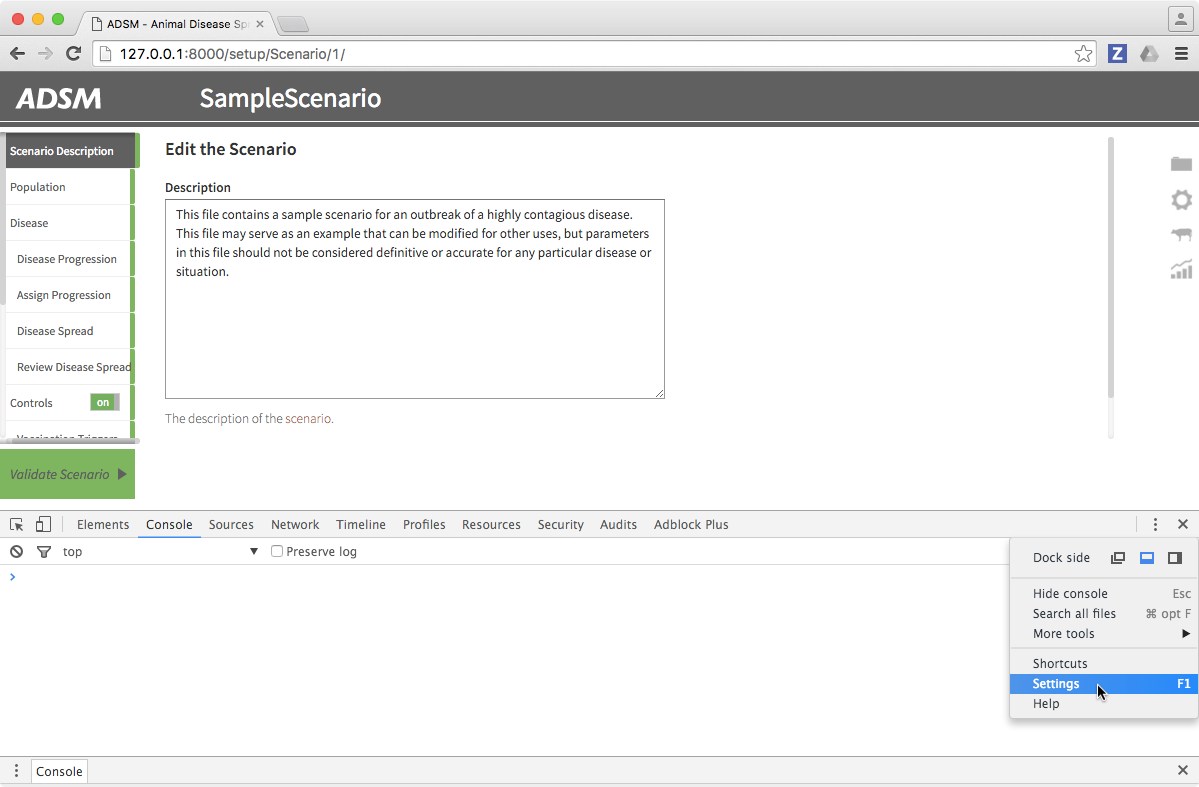 ADSM - Animal Disease Sp
127.0.0.1:8000/setup/Scenario/1/
Z
ADSM
SampleScenario
Scenario Description
Population
Disease
Disease Progression
Assign Progression
Disease Spread
Review Disease Spread
Controls
on
Vaccination Triggers
Validate Scenario
Edit the Scenario
Description
This file contains a sample scenario for an outbreak of a highly contagious disease.
This file may serve as an example that can be modified for other uses, but parameters
in this file should not be considered definitive or accurate for any particular disease or
situation.
The description of the scenario.
Elements Console Sources Network Timeline Profiles Resources Security Audits Adblock Plus
top
Preserve log
Dock side
Hide console Esc
Search all files ⌘ opt F
More tools
Shortcuts
Settings F1
Help
Console